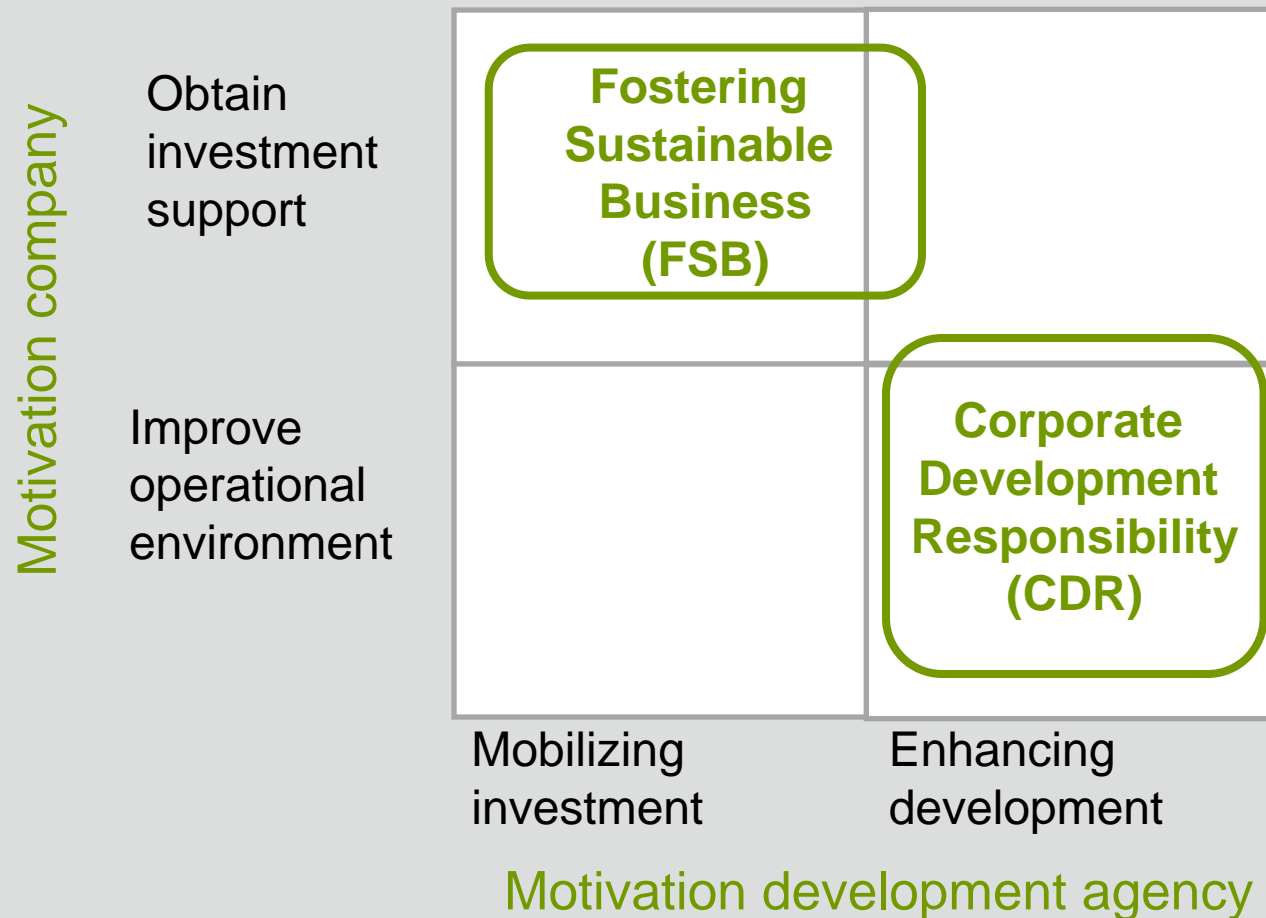 Motivation company
Obtain
investment
support
Fostering
Sustainable
Business
(FSB)
Improve
operational
environment
Corporate
Development
Responsibility
(CDR)
Mobilizing
investment
Enhancing
development
Motivation development agency